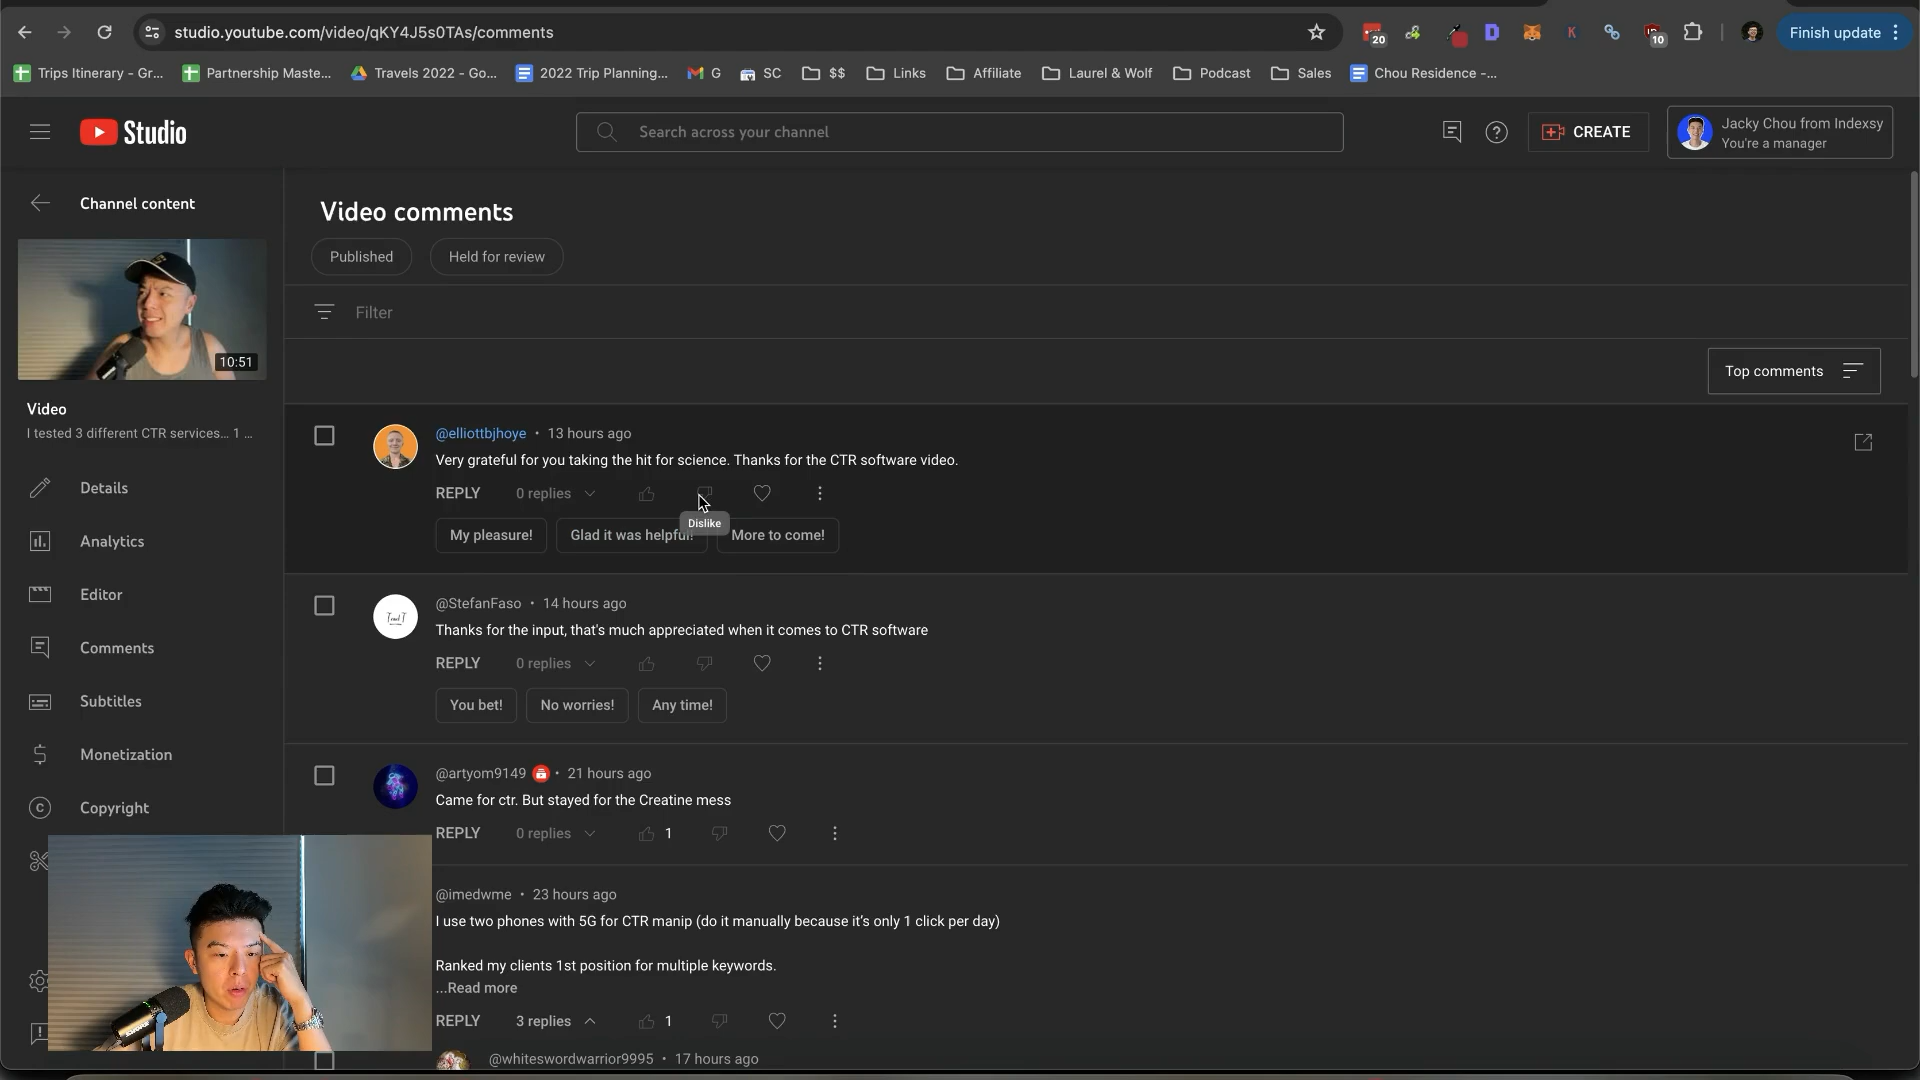 studio.youtube.com/video/qKY4J5s0TAs/comments
20
10
Finish update
Trips Itinerary - Gr...
Partnership Maste...
Travels 2022 - Go...
2022 Trip Planning...
G
SC
$$
Links
Affiliate
Laurel & Wolf
Podcast
Sales
Chou Residence -...
Studio
Search across your channel
CREATE
Jacky Chou from Indexsy
You're a manager
Channel content
10:51
Video
I tested 3 different CTR services... 1 ...
Details
Analytics
Editor
Comments
Subtitles
Monetization
Copyright
Video comments
Published
Held for review
Filter
Top comments
@elliottbjhoye • 13 hours ago
Very grateful for you taking the hit for science. Thanks for the CTR software video.
REPLY 0 replies
Dislike
My pleasure!
Glad it was helpful!
More to come!
@StefanFaso • 14 hours ago
Thanks for the input, that's much appreciated when it comes to CTR software
REPLY 0 replies
You bet!
No worries!
Any time!
@artyom9149 • 21 hours ago
Came for ctr. But stayed for the Creatine mess
REPLY 0 replies 1
@imedwme • 23 hours ago
I use two phones with 5G for CTR manip (do it manually because it's only 1 click per day)
Ranked my clients 1st position for multiple keywords.
...Read more
REPLY 3 replies 1
@whiteswordwarrior9995 • 17 hours ago